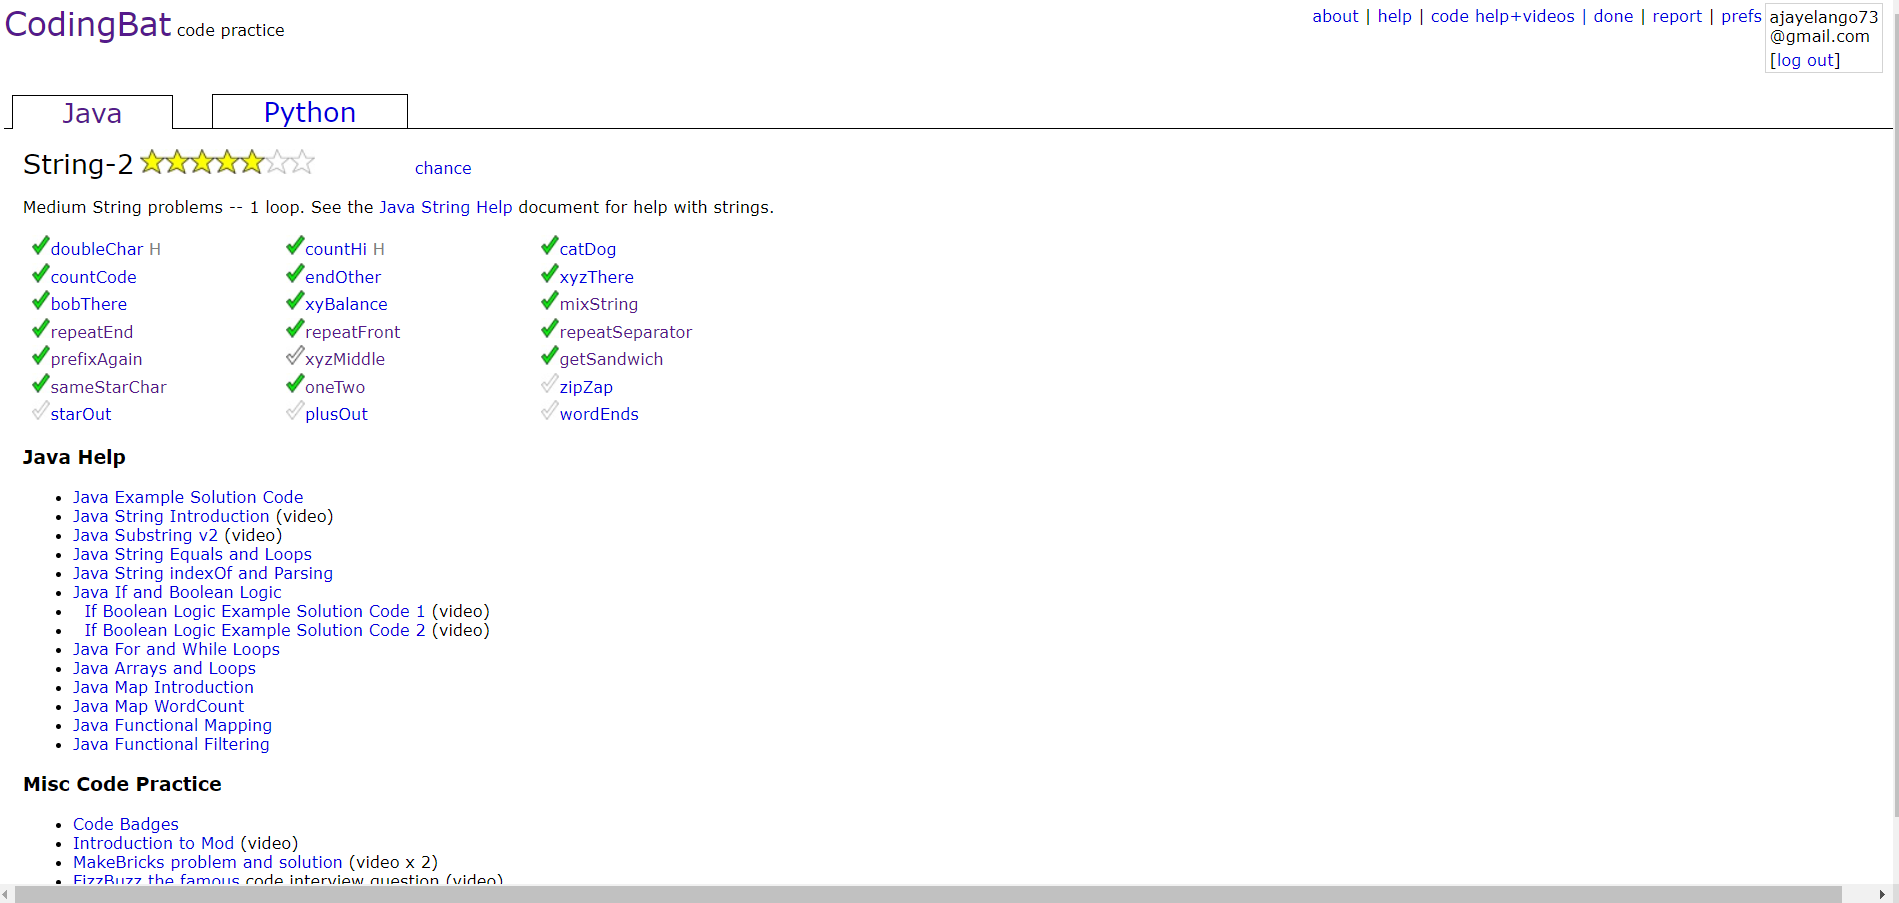 CodingBat code practice
about | help | code help+videos | done | report | prefs
ajayelango73
@gmail.com
[log out]
Java
Python
String-2
chance
Medium String problems -- 1 loop. See the Java String Help document for help with strings.
doubleChar H countHi H catDog
countCode endOther xyzThere
bobThere xyBalance mixString
repeatEnd repeatFront repeatSeparator
prefixAgain xyzMiddle getSandwich
sameStarChar oneTwo zipZap
starOut plusOut wordEnds
Java Help
Java Example Solution Code
Java String Introduction (video)
Java Substring v2 (video)
Java String Equals and Loops
Java String indexOf and Parsing
Java If and Boolean Logic
If Boolean Logic Example Solution Code 1 (video)
If Boolean Logic Example Solution Code 2 (video)
Java For and While Loops
Java Arrays and Loops
Java Map Introduction
Java Map WordCount
Java Functional Mapping
Java Functional Filtering
Misc Code Practice
Code Badges
Introduction to Mod (video)
MakeBricks problem and solution (video x 2)
FizzBuzz the famous code interview question (video)